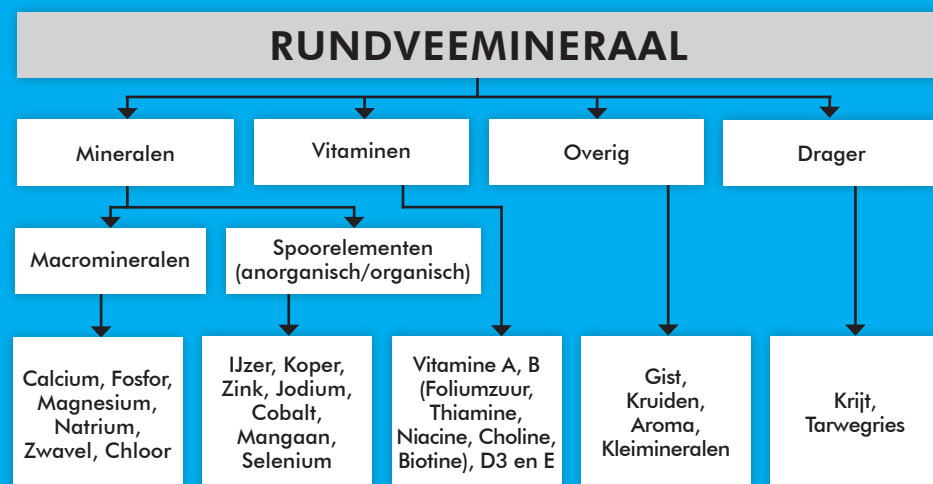 RUNDVEEMINERAAL
Mineralen
Vitaminen
Overig
Drager
Macromineralen
Spoorelementen
(anorganisch/organisch)
Calcium, Fosfor,
Magnesium,
Natrium,
Zwavel, Chloor
IJzer, Koper,
Zink, Jodium,
Cobalt,
Mangaan,
Selenium
Vitamine A, B
(Foliumzuur,
Thiamine,
Niacine, Choline,
Biotine), D3 en E
Gist,
Kruiden,
Aroma,
Kleimineralen
Krijt,
Tarwegries